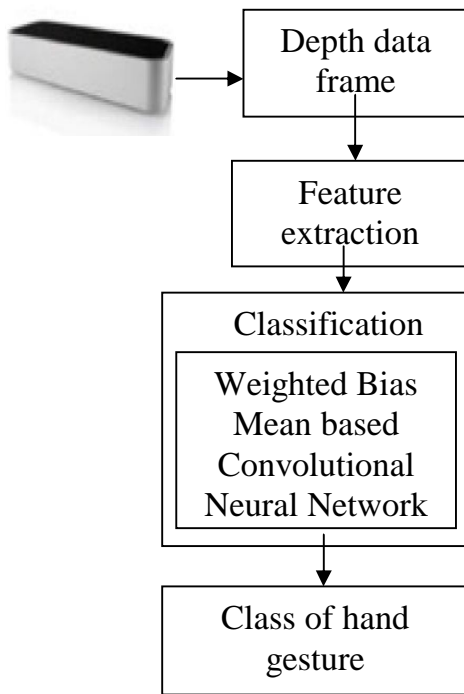 Depth data
frame
Feature
extraction
Classification
Weighted Bias
Mean based
Convolutional
Neural Network
Class of hand
gesture